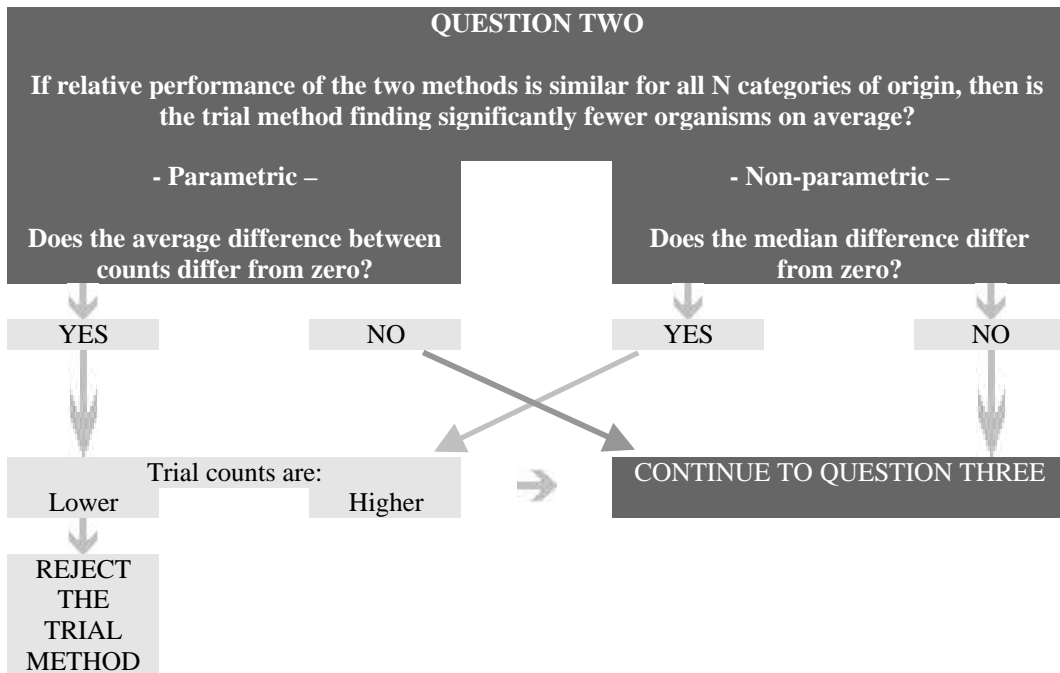 QUESTION TWO
If relative performance of the two methods is similar for all N categories of origin, then is
the trial method finding significantly fewer organisms on average?
- Parametric –
Does the average difference between
counts differ from zero?
- Non-parametric –
Does the median difference differ
from zero?
YES
NO
YES
NO
Trial counts are:
Lower
Higher
CONTINUE TO QUESTION THREE
REJECT
THE
TRIAL
METHOD